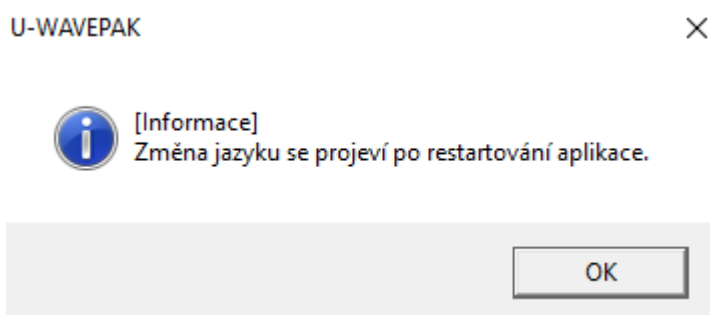 U-WAVEPAK
[Informace]
Změna jazyku se projeví po restartování aplikace.
OK